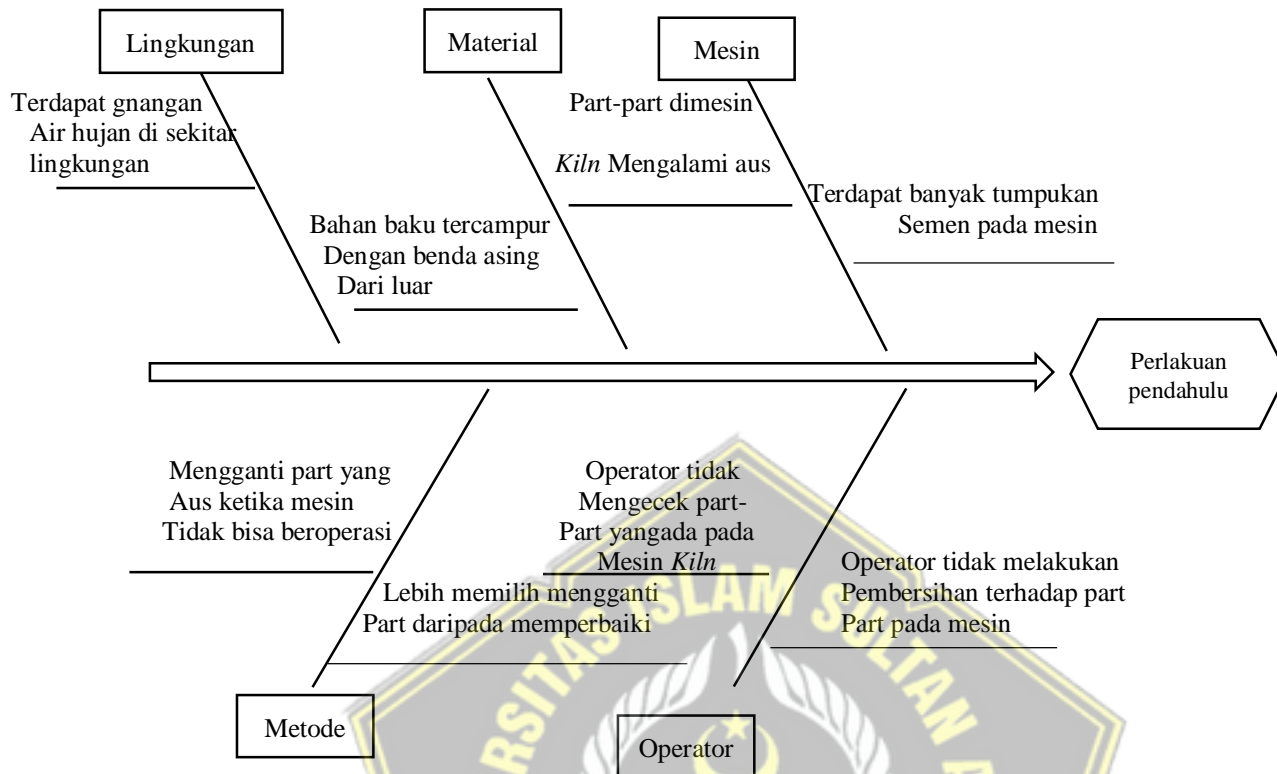 Lingkungan
Material
Mesin
Terdapat gnangan
Air hujan di sekitar
lingkungan
Part-part dimesin
Kiln Mengalami aus
Terdapat banyak tumpukan
Semen pada mesin
Bahan baku tercampur
Dengan benda asing
Dari luar
Perlakuan
pendahulu
Mengganti part yang
Aus ketika mesin
Tidak bisa beroperasi
Lebih memilih mengganti
Part daripada memperbaiki
Operator tidak
Mengecek part-
Part yangada pada
Mesin Kiln
Operator tidak melakukan
Pembersihan terhadap part
Part pada mesin
Metode
Operator
RSITAS ISLAM SULTAN A